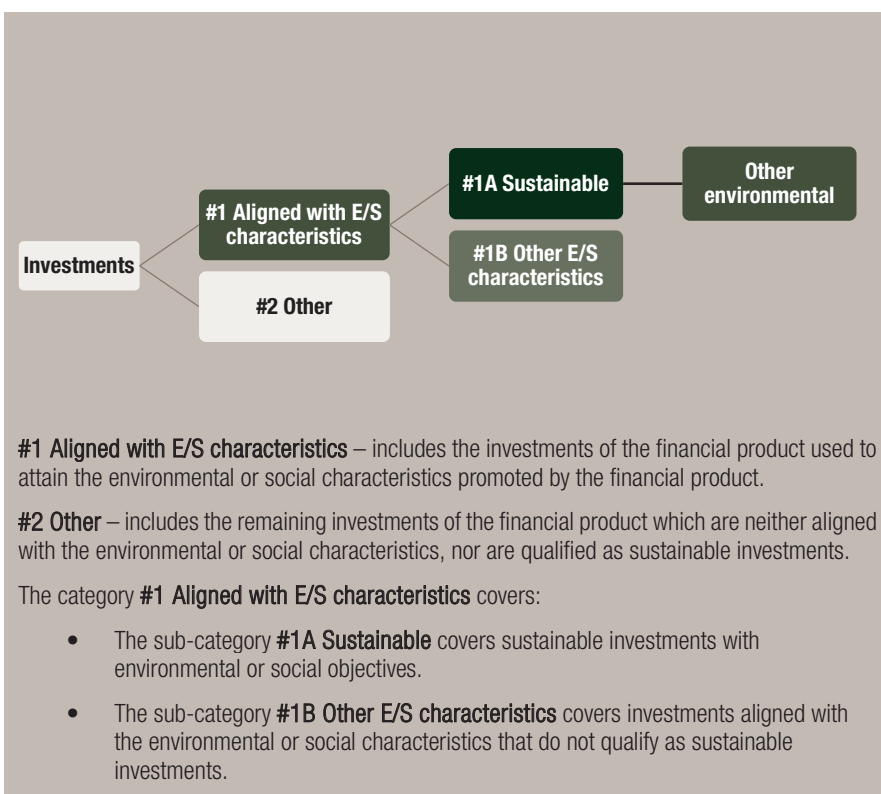 Investments
#1 Aligned with E/S
characteristics
#2 Other
#1A Sustainable
#1B Other E/S
characteristics
Other
environmental
#1 Aligned with E/S characteristics – includes the investments of the financial product used to
attain the environmental or social characteristics promoted by the financial product.
#2 Other – includes the remaining investments of the financial product which are neither aligned
with the environmental or social characteristics, nor are qualified as sustainable investments.
The category #1 Aligned with E/S characteristics covers:
• The sub-category #1A Sustainable covers sustainable investments with
environmental or social objectives.
• The sub-category #1B Other E/S characteristics covers investments aligned with
the environmental or social characteristics that do not qualify as sustainable
investments.